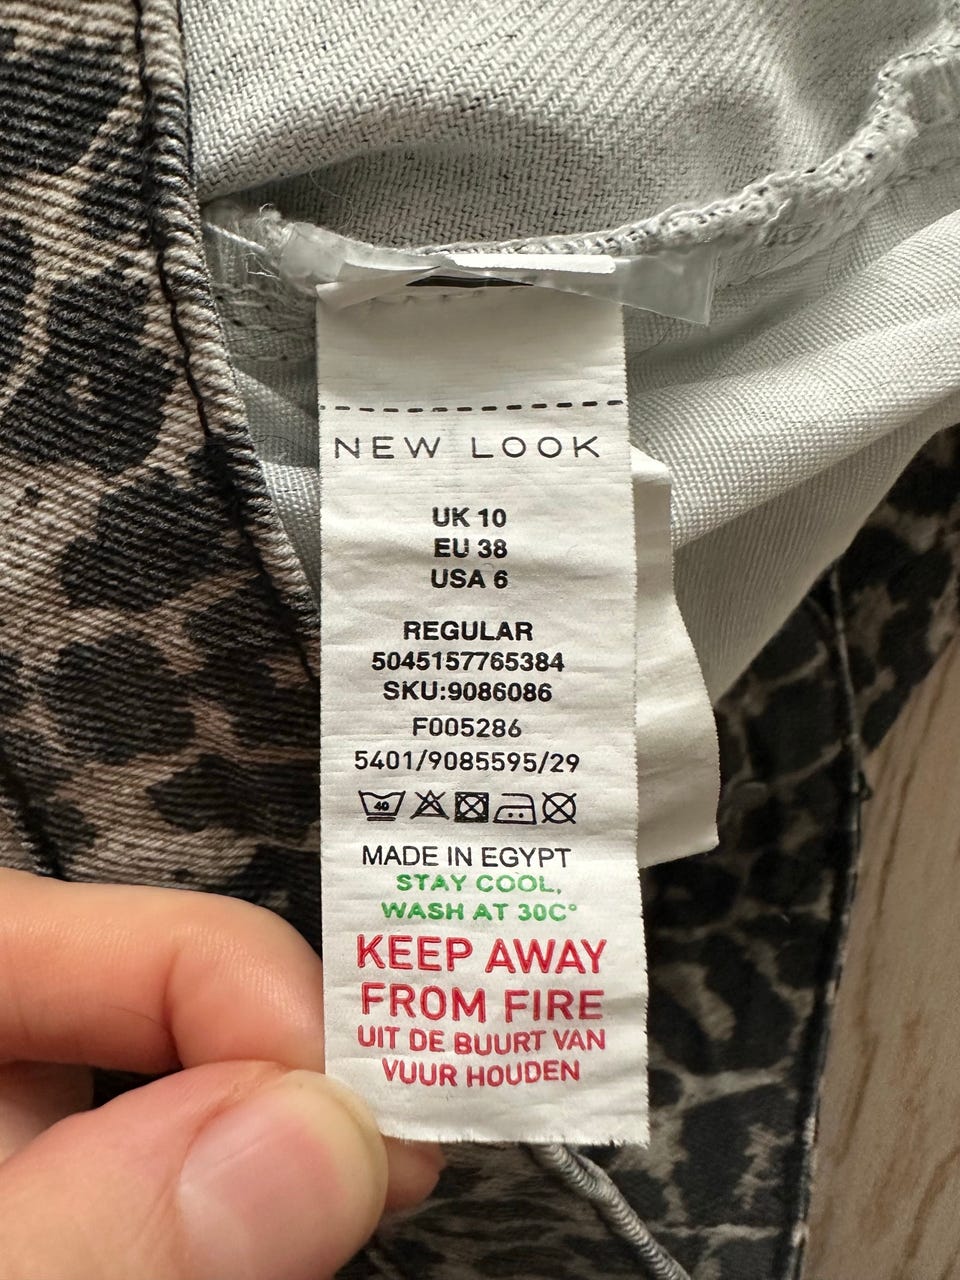 NEW LOOK
UK 10
EU 38
USA 6
REGULAR
5045157765384
SKU:9086086
F005286
5401/9085595/29
40
MADE IN EGYPT
STAY COOL,
WASH AT 30C°
KEEP AWAY
FROM FIRE
UIT DE BUURT VAN
VUUR HOUDEN